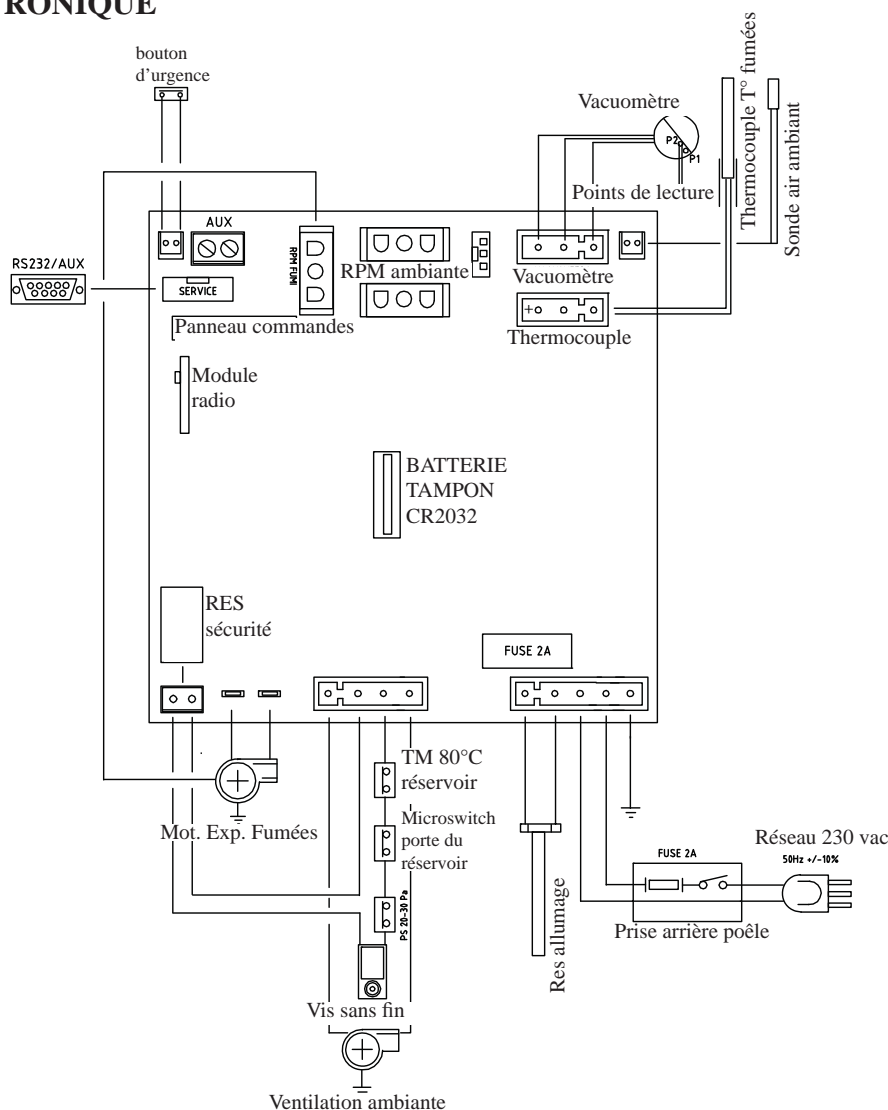 RONIQUE
bouton
d'urgence
Vacuomètre
Thermocouple T° fumées
Sonde air ambiant
P2
P1
Points de lecture
AUX
RS232/AUX
SERVICE
RPM FUMI
RPM ambiante
Vacuomètre
Panneau commandes
+
Thermocouple
Module
radio
BATTERIE
TAMPON
CR2032
RES
sécurité
FUSE 2A
TM 80°C
réservoir
Microswitch
porte du
réservoir
Mot. Exp. Fumées
PS 20-30 Pa
Réseau 230 vac
50Hz +/-10%
FUSE 2A
Prise arrière poêle
Res allumage
Vis sans fin
Ventilation ambiante